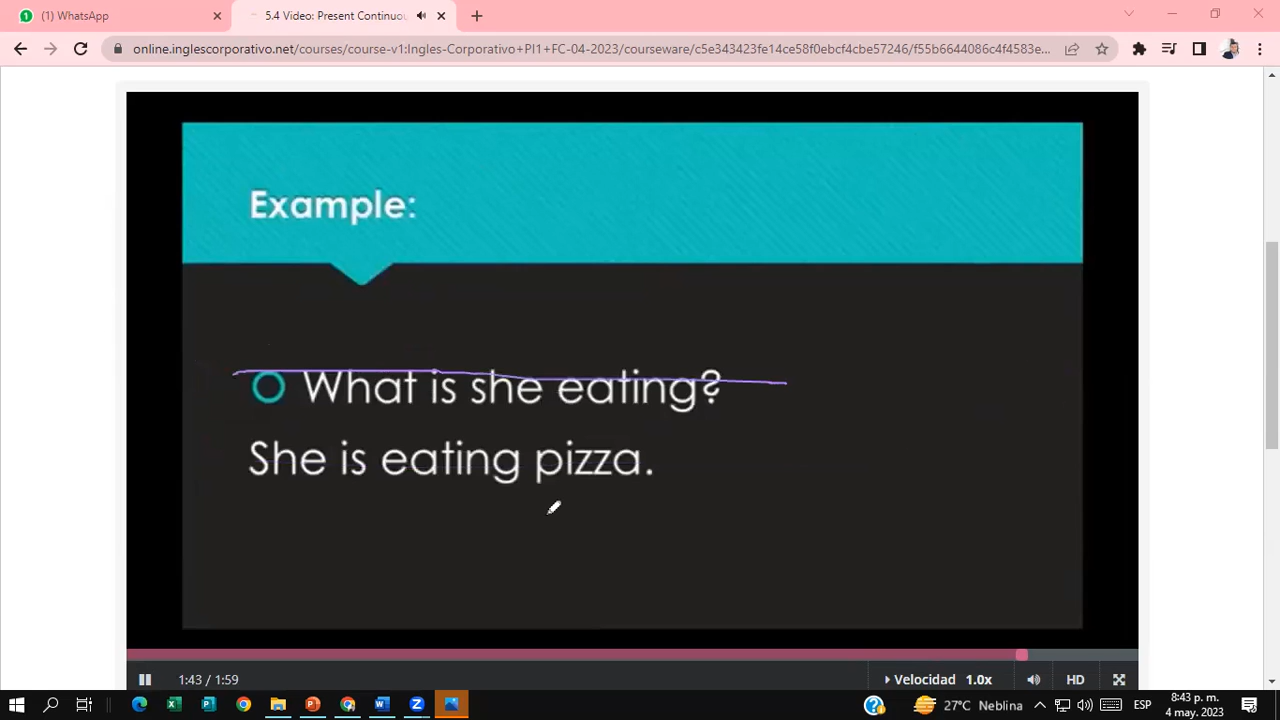 (1) WhatsApp
5.4 Video: Present Continuou
online.inglescorporativo.net/courses/course-v1:Ingles-Corporativo+PI1+FC-04-2023/courseware/c5e343423fe14ce58f0ebcf4cbe57246/f55b6644086c4f4583e...
Example:
What is she eating?
She is eating pizza.
1:43 / 1:59
Velocidad 1.0x
HD
27°C Neblina
ESP
8:43 p. m.
4 may. 2023